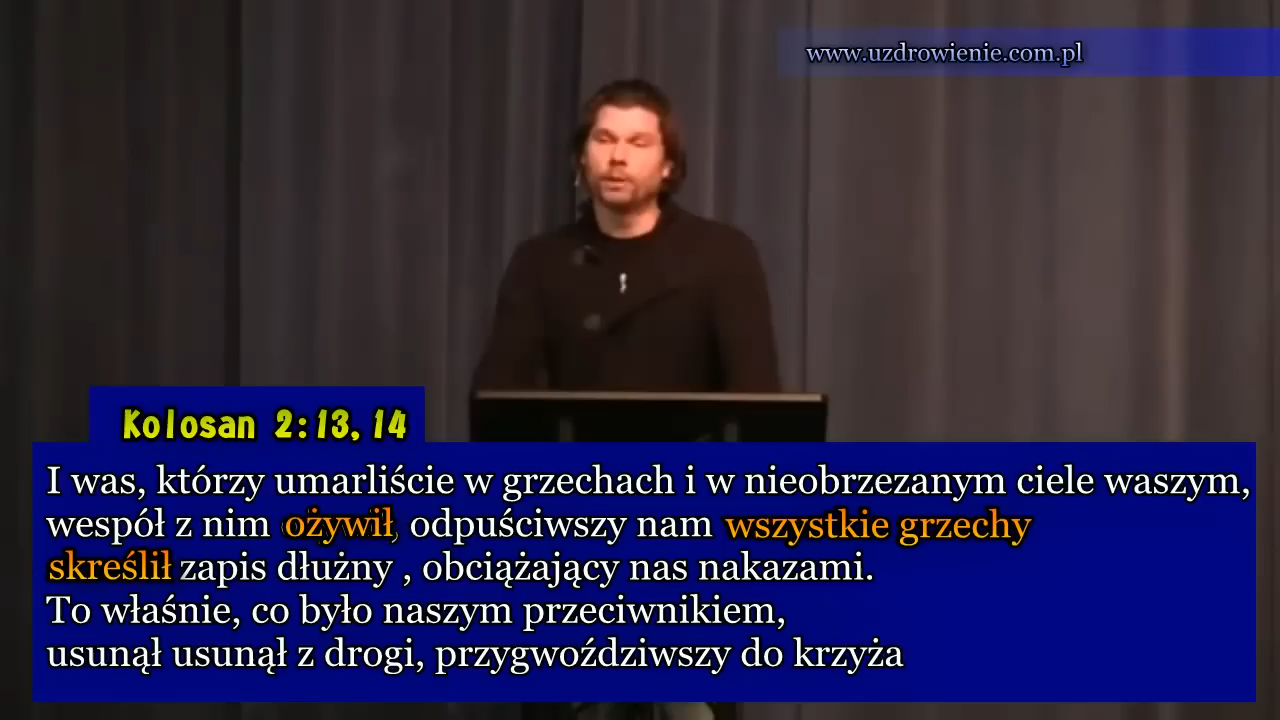 www.uzdrowienie.com.pl
Kolosan 2:13, 14
I was, którzy umarliście w grzechach i w nieobrzezanym ciele waszym,
wespół z nim ożywił, odpuściwszy nam wszystkie grzechy
skreślił zapis dłużny , obciążający nas nakazami.
To właśnie, co było naszym przeciwnikiem,
usunął usunął z drogi, przygwoździwszy do krzyża